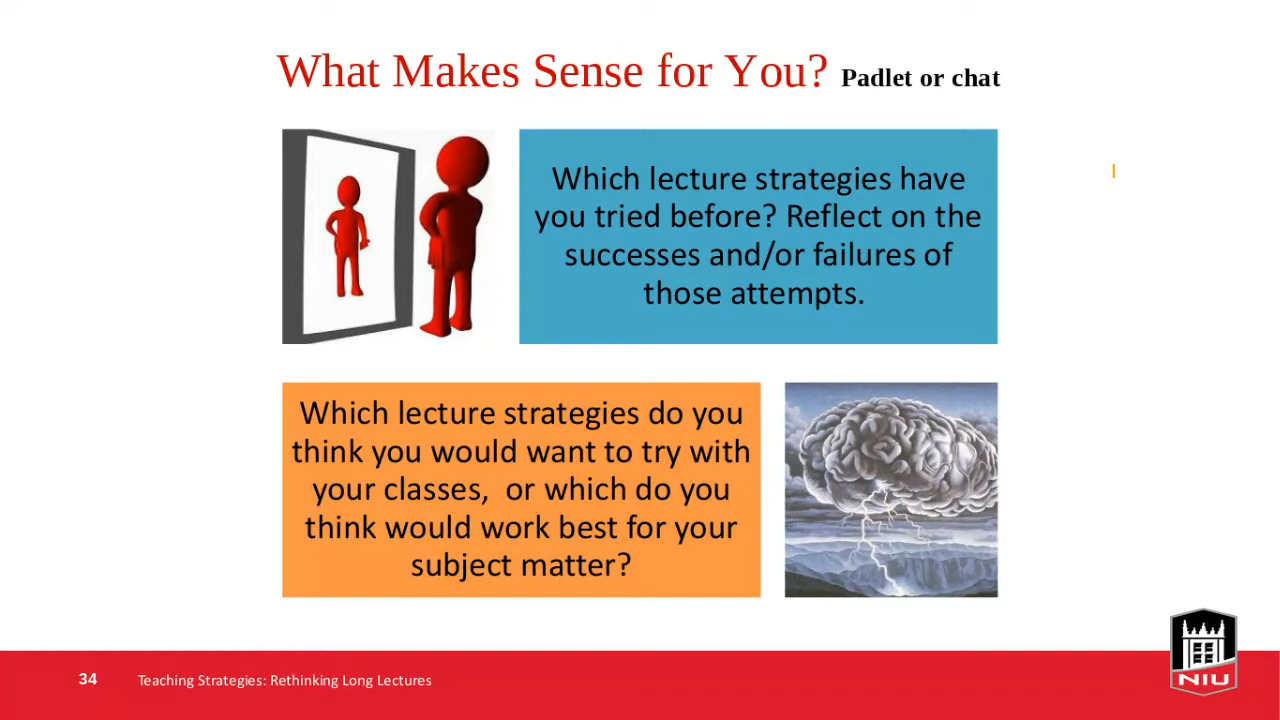 What Makes Sense for You? Padlet or chat
Which lecture strategies have
you tried before? Reflect on the
successes and/or failures of
those attempts.
Which lecture strategies do you
think you would want to try with
your classes,  or which do you
think would work best for your
subject matter?
34 Teaching Strategies: Rethinking Long Lectures
NIU